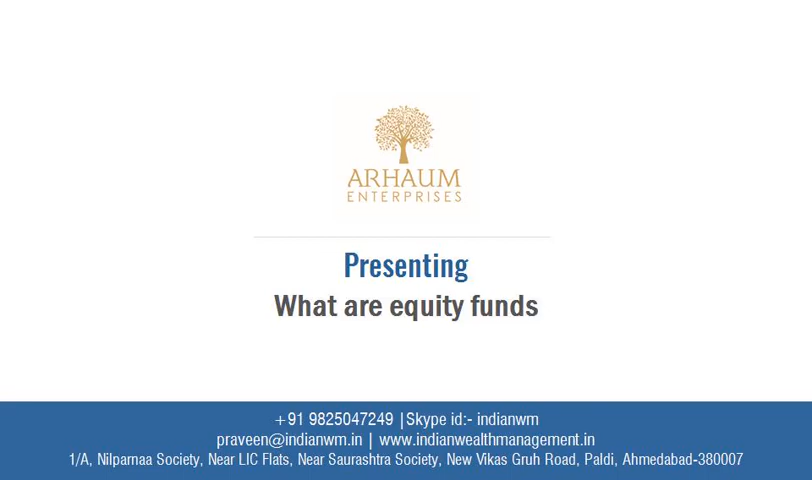 ARHAUM
ENTERPRISES
Presenting
What are equity funds
+91 9825047249 |Skype id:- indianwm
praveen@indianwm.in | www.indianwealthmanagement.in
1/A, Nilparnaa Society, Near LIC Flats, Near Saurashtra Society, New Vikas Gruh Road, Paldi, Ahmedabad-380007